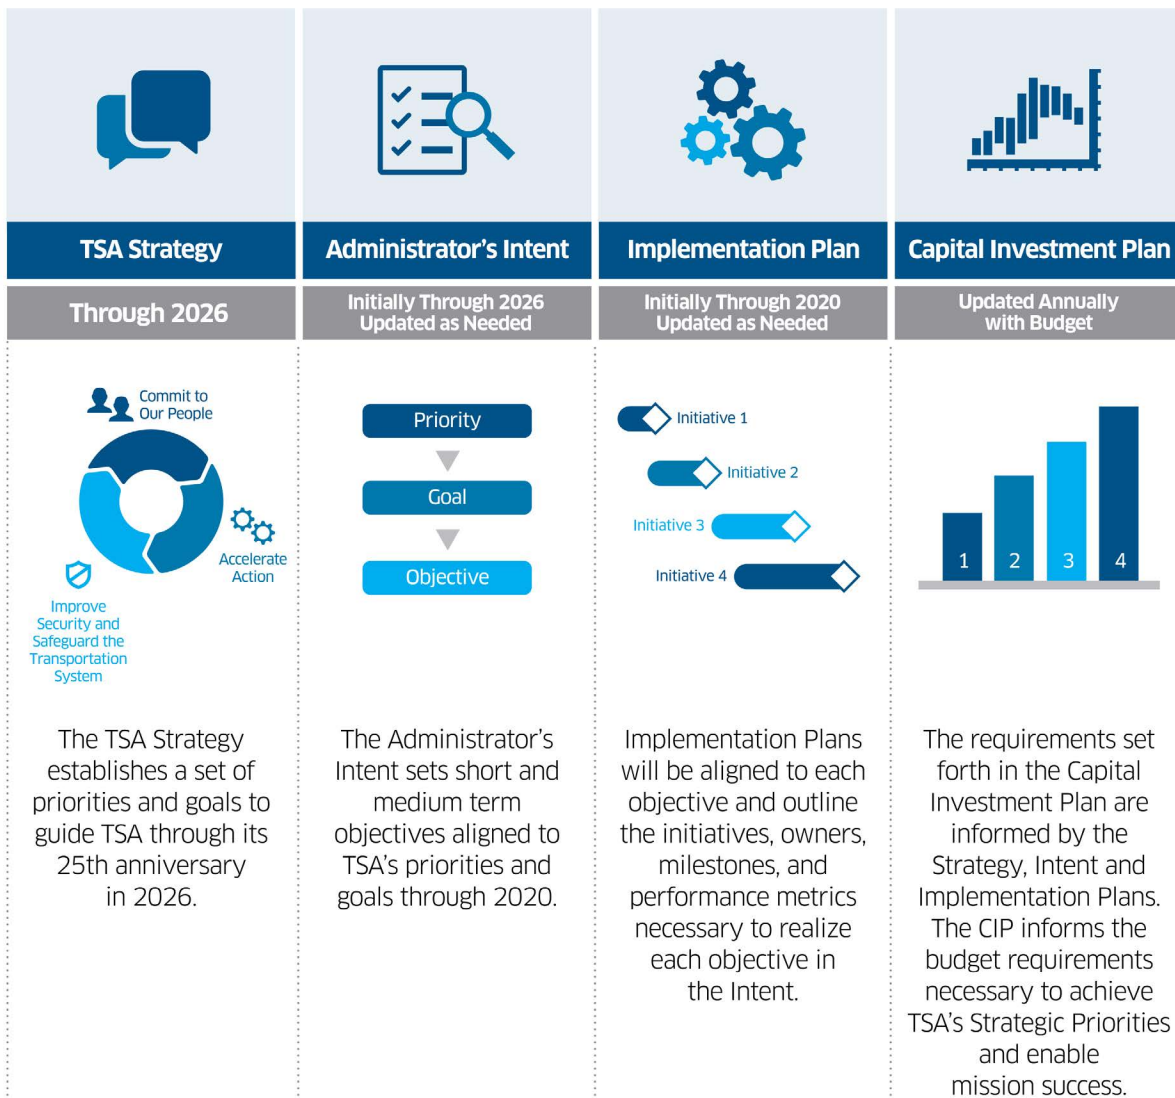 TSA Strategy
Through 2026
Commit to
Our People
Accelerate
Action
Improve
Security and
Safeguard the
Transportation
System
The TSA Strategy
establishes a set of
priorities and goals to
guide TSA through its
25th anniversary
in 2026.
Administrator's Intent
Initially Through 2026
Updated as Needed
Priority
Goal
Objective
The Administrator's
Intent sets short and
medium term
objectives aligned to
TSA's priorities and
goals through 2020.
Implementation Plan
Initially Through 2020
Updated as Needed
Initiative 1
Initiative 2
Initiative 3
Initiative 4
Implementation Plans
will be aligned to each
objective and outline
the initiatives, owners,
milestones, and
performance metrics
necessary to realize
each objective in
the Intent.
Capital Investment Plan
Updated Annually
with Budget
1 2 3 4
The requirements set
forth in the Capital
Investment Plan are
informed by the
Strategy, Intent and
Implementation Plans.
The CIP informs the
budget requirements
necessary to achieve
TSA's Strategic Priorities
and enable
mission success.